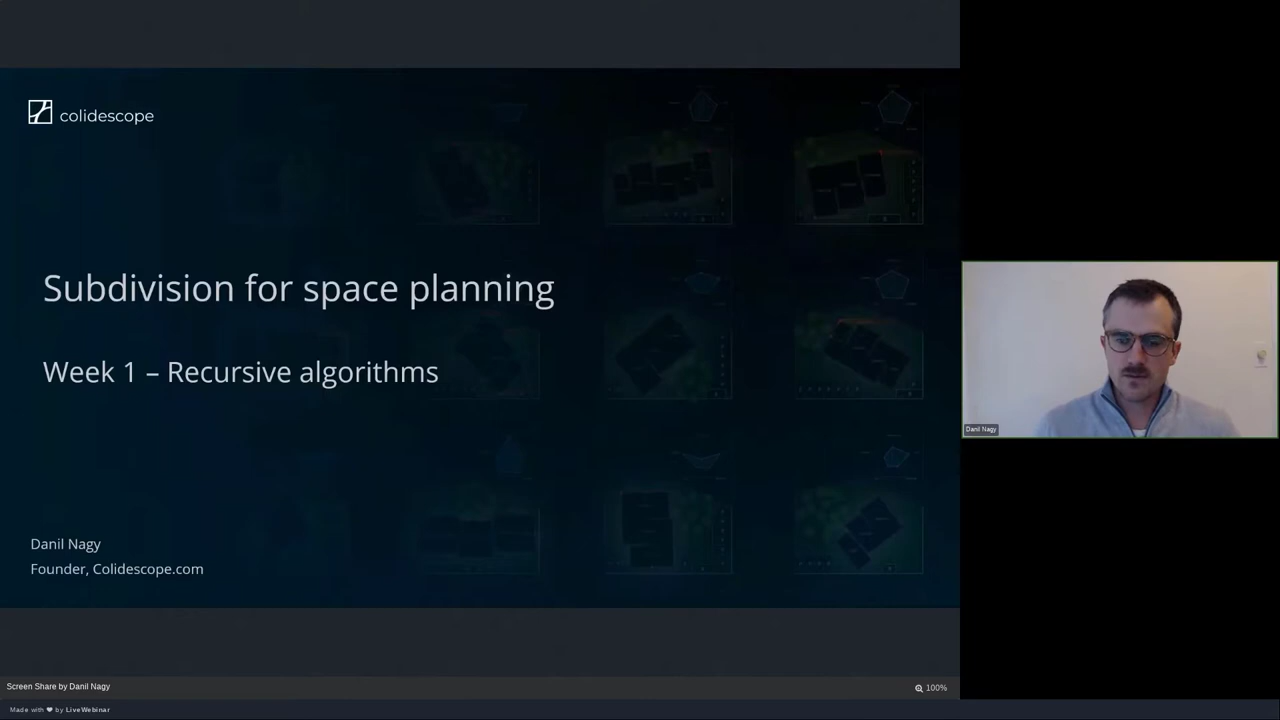 colidescope
Subdivision for space planning
Week 1 – Recursive algorithms
Danil Nagy
Founder, Colidescope.com
Danil Nagy
Screen Share by Danil Nagy
100%
Made with ❤ by LiveWebinar